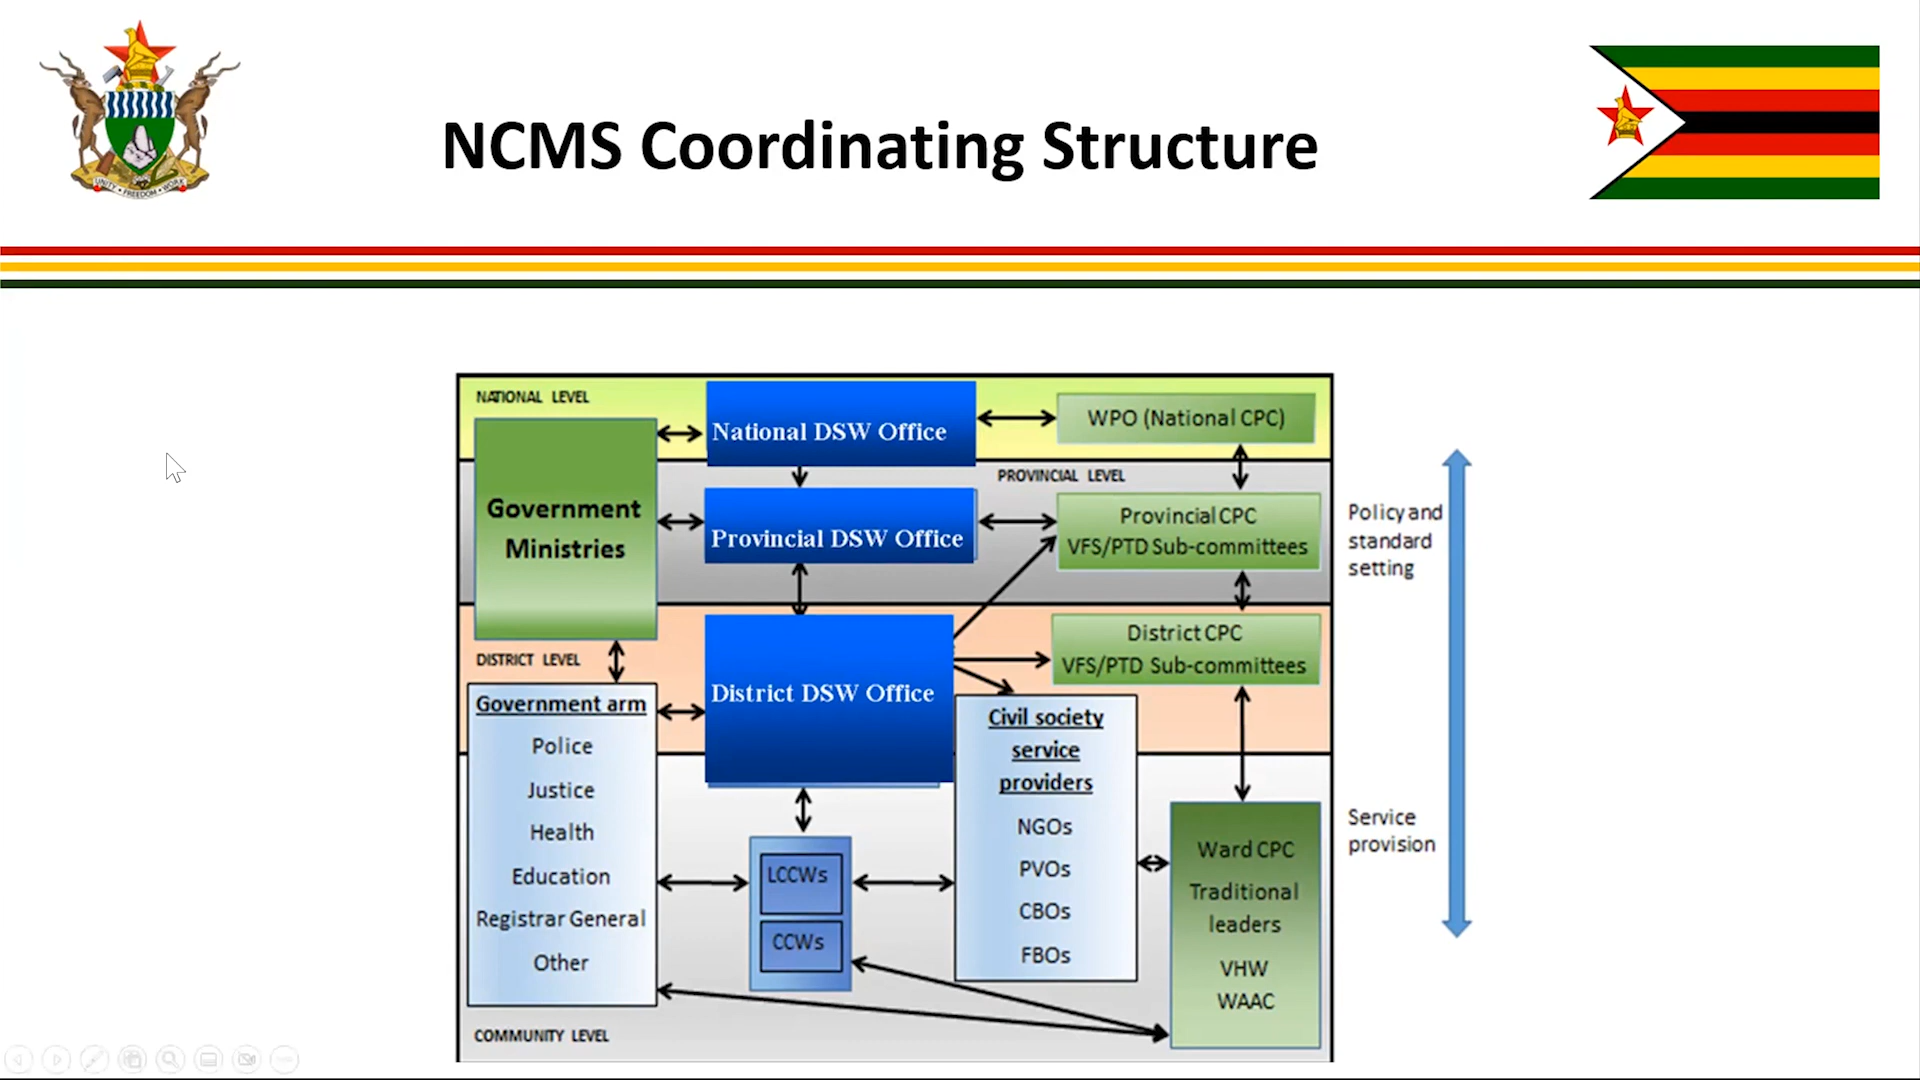 UNITY • FREEDOM • WORK
NCMS Coordinating Structure
NATIONAL LEVEL
National DSW Office
WPO (National CPC)
PROVINCIAL LEVEL
Government
Ministries
Provincial DSW Office
Provincial CPC
VFS/PTD Sub-committees
Policy and
standard
setting
DISTRICT LEVEL
District DSW Office
District CPC
VFS/PTD Sub-committees
Government arm
Police
Justice
Health
Education
Registrar General
Other
LCCWs
CCWs
Civil society
service
providers
NGOs
PVOs
CBOs
FBOs
Ward CPC
Traditional
leaders
VHW
WAAC
Service
provision
COMMUNITY LEVEL